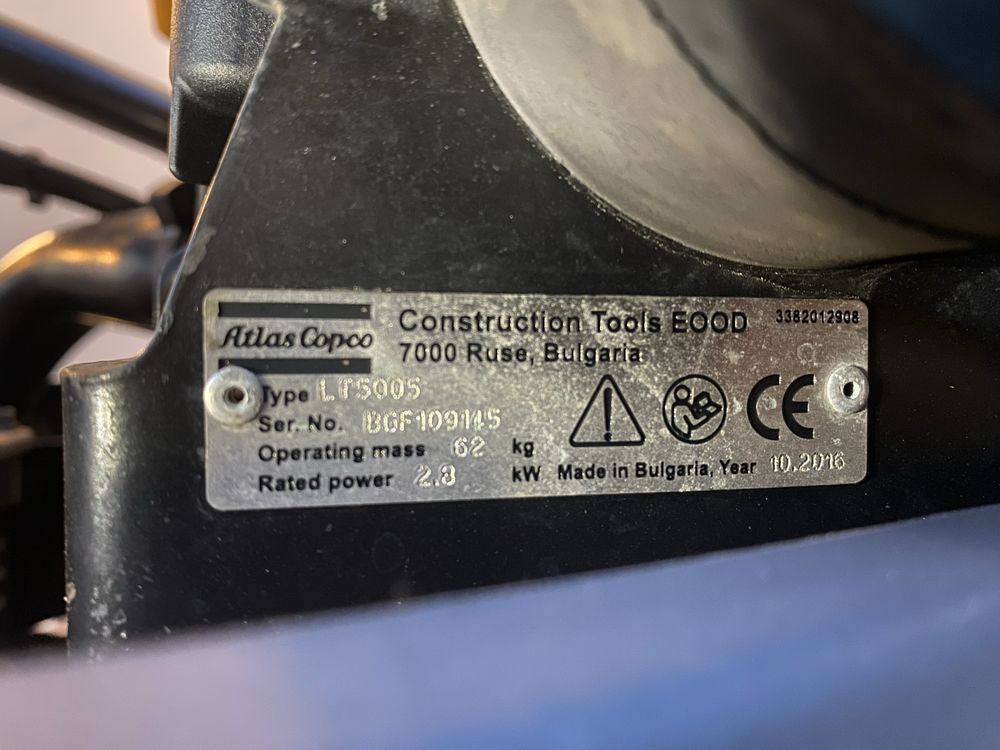 Atlas Copco
Construction Tools EOOD 3382012908
7000 Ruse, Bulgaria
Type LT5005
Ser. No. BGF109145
Operating mass 62 kg
Rated power 2.8 kW
CE
Made in Bulgaria, Year 10.2016